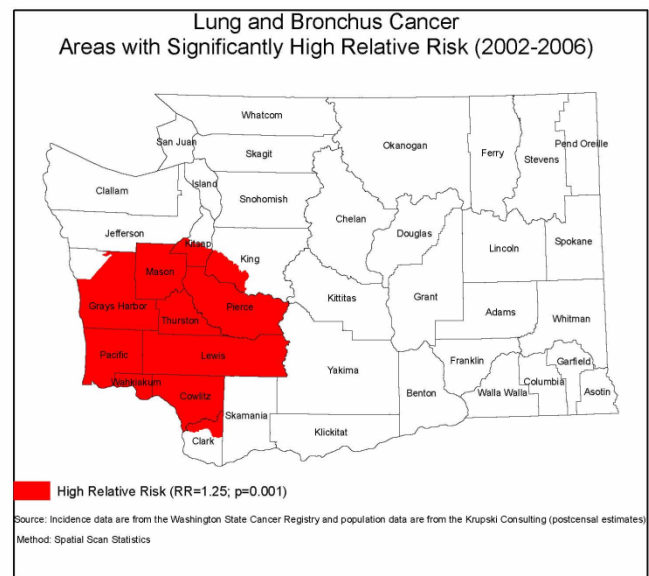 Lung and Bronchus Cancer
Areas with Significantly High Relative Risk (2002-2006)
Whatcom
San Juan
Skagit
Okanogan
Ferry
Stevens
Pend Oreille
Clallam
Island
Snohomish
Chelan
Jefferson
Douglas
Kitsap
King
Lincoln
Spokane
Mason
Grays Harbor
Pierce
Kittitas
Grant
Thurston
Adams
Whitman
Pacific
Lewis
Yakima
Franklin
Garfield
Wahkiakum
Cowlitz
Benton
Walla Walla
Columbia
Asotin
Skamania
Clark
Klickitat
High Relative Risk (RR=1.25; p=0.001)
Source: Incidence data are from the Washington State Cancer Registry and population data are from the Krupski Consulting (postcensal estimates)
Method: Spatial Scan Statistics